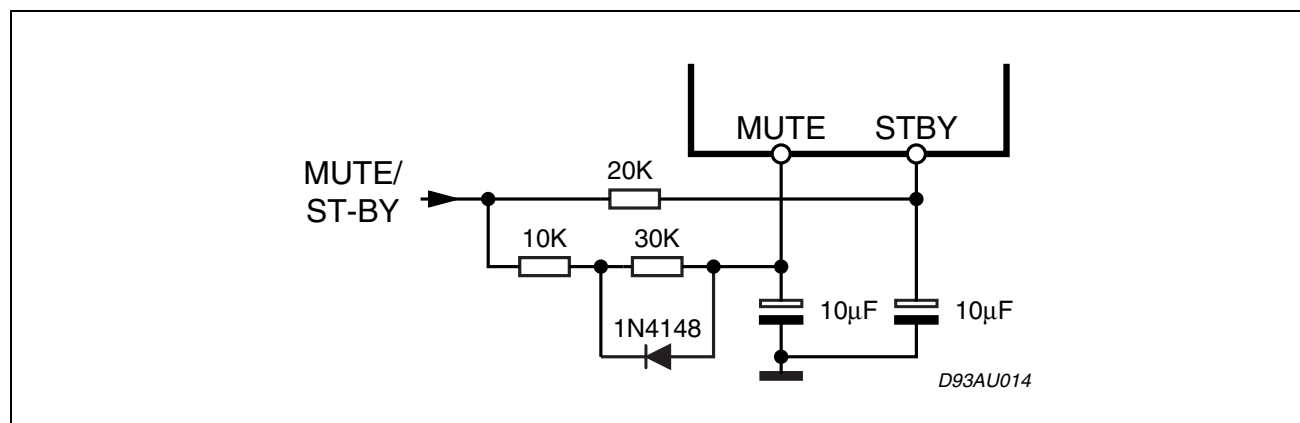 MUTE STBY
MUTE/
ST-BY
20K
10K 30K
1N4148
10μF 10μF
D93AU014